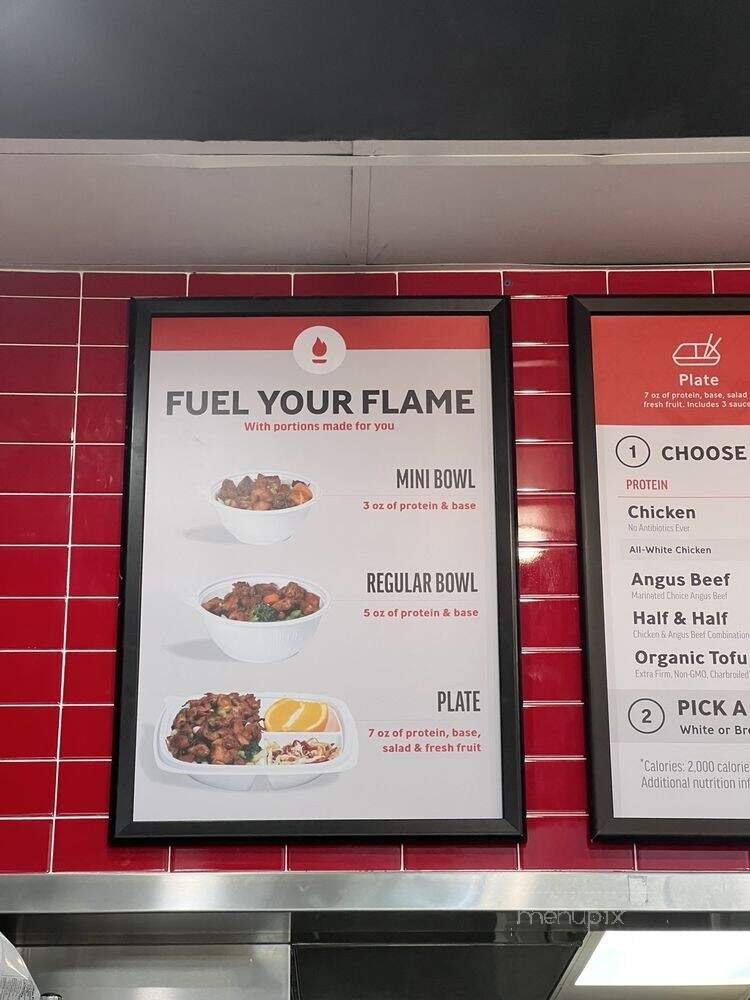 FUEL YOUR FLAME
With portions made for you
MINI BOWL
3 oz of protein & base
REGULAR BOWL
5 oz of protein & base
PLATE
7 oz of protein, base,
salad & fresh fruit
Plate
7 oz of protein, base, salad
fresh fruit. Includes 3 sauce
1 CHOOSE
PROTEIN
Chicken
No Antibiotics Ever
All-White Chicken
Angus Beef
Marinated Choice Angus Beef
Half & Half
Chicken & Angus Beef Combination
Organic Tofu
Extra Firm, Non-GMO, Charbroiled
2 PICK A
White or Br
*Calories: 2,000 calorie
Additional nutrition inf
menupix